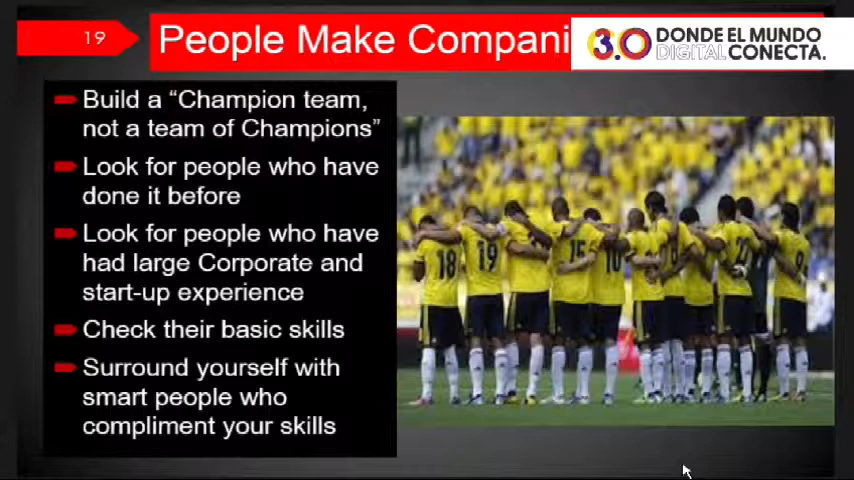 19
People Make Compani
3.0 DONDE EL MUNDO
DIGITAL CONECTA.
Build a “Champion team,
not a team of Champions”
Look for people who have
done it before
Look for people who have
had large Corporate and
start-up experience
Check their basic skills
Surround yourself with
smart people who
compliment your skills
18 19 15 10 9